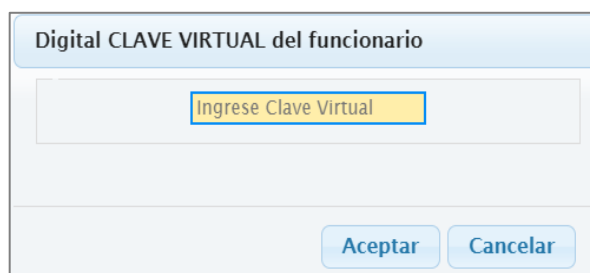 Digital CLAVE VIRTUAL del funcionario
Ingrese Clave Virtual
Aceptar Cancelar